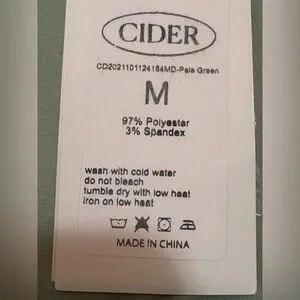 CIDER
CD2021101124184MD-Pale Green
M
97% Polyester
3% Spandex
wash with cold water
do not bleach
tumble dry with low heat
iron on low heat
MADE IN CHINA